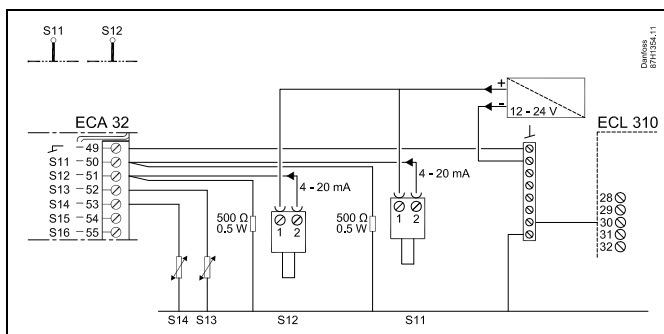 S11 S12
Danfoss
87H1354.11
+
-
12 - 24 V
ECA 32
ECL 310
49
S11 50
S12 51
S13 52
S14 53
S15 54
S16 55
4 - 20 mA
4 - 20 mA
500 Ω
0.5 W
1 2
500 Ω
0.5 W
1 2
28
29
30
31
32
S14 S13 S12 S11